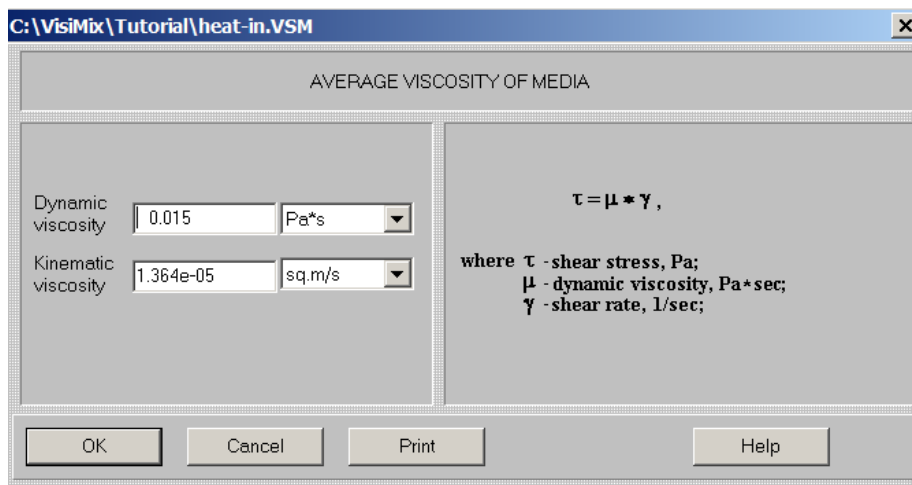 C:\VisiMix\Tutorial\heat-in.VSM
AVERAGE VISCOSITY OF MEDIA
Dynamic
viscosity
0.015
Pa*s
Kinematic
viscosity
1.364e-05
sq.m/s
τ = μ * γ ,
where τ - shear stress, Pa;
μ - dynamic viscosity, Pa*sec;
γ - shear rate, 1/sec;
OK
Cancel
Print
Help